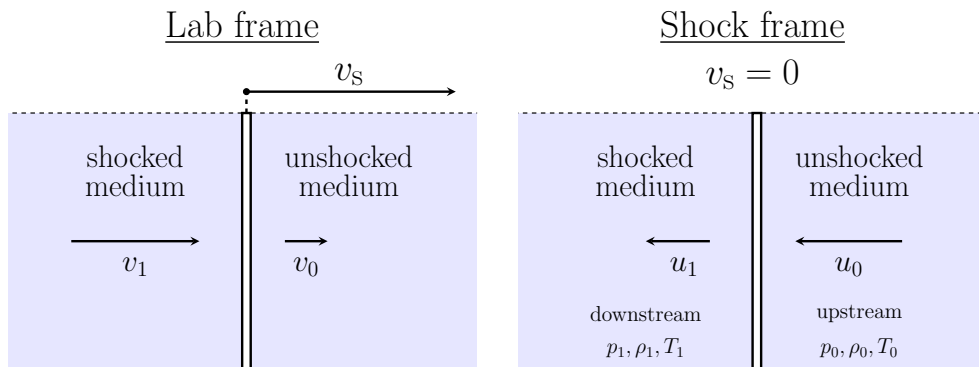 Lab frame
v_S
shocked
medium
unshocked
medium
v_1
v_0
Shock frame
v_S = 0
shocked
medium
unshocked
medium
u_1
u_0
downstream
p_1, ρ_1, T_1
upstream
p_0, ρ_0, T_0